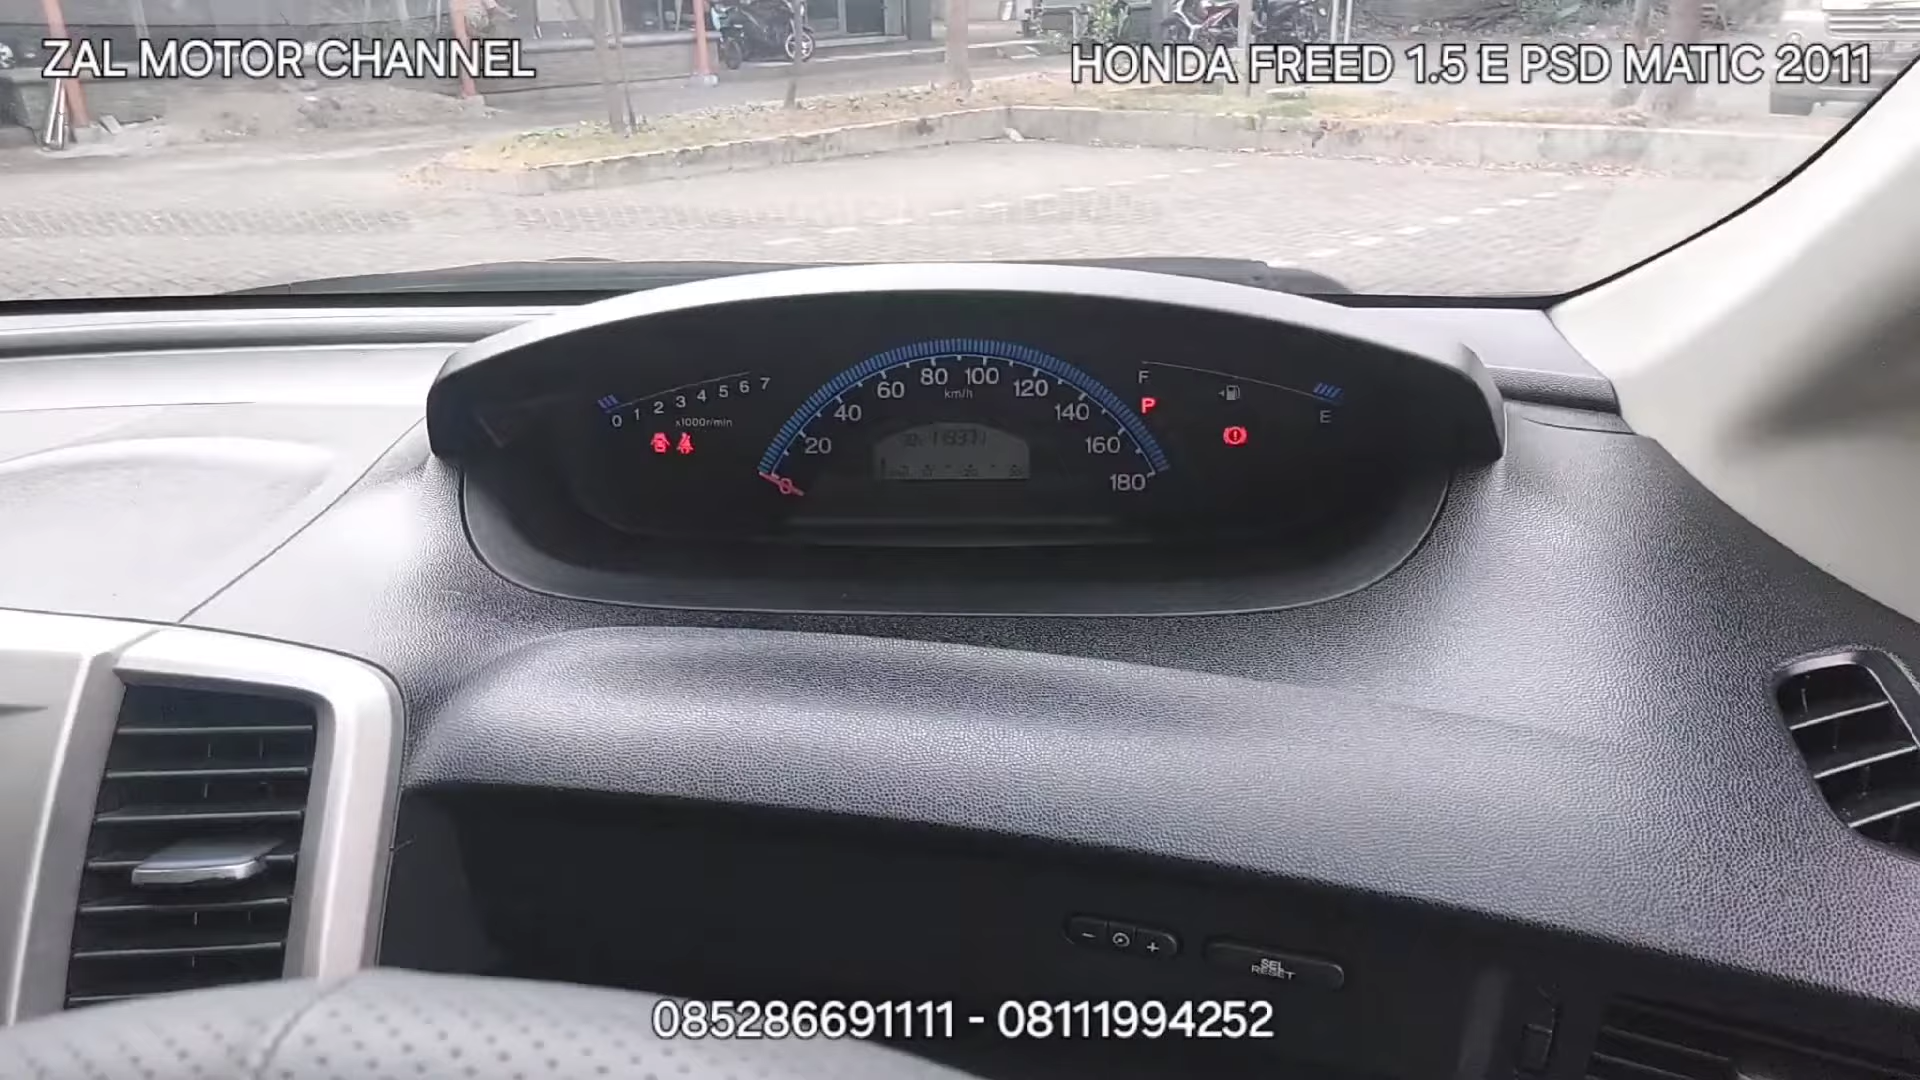 ZAL MOTOR CHANNEL
HONDA FREED 1.5 E PSD MATIC 2011
0 1 2 3 4 5 6 7
x1000r/min
0 20 40 60 80 100 120 140 160 180
km/h
F
P
E
- +
SEL
RESET
085286691111 - 08111994252